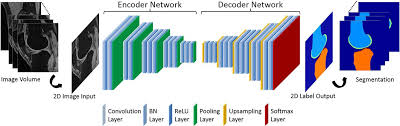 Encoder Network
Decoder Network
Image Volume
2D Image Input
2D Label Output
Segmentation
Convolution Layer
BN Layer
ReLU Layer
Pooling Layer
Upsampling Layer
Softmax Layer